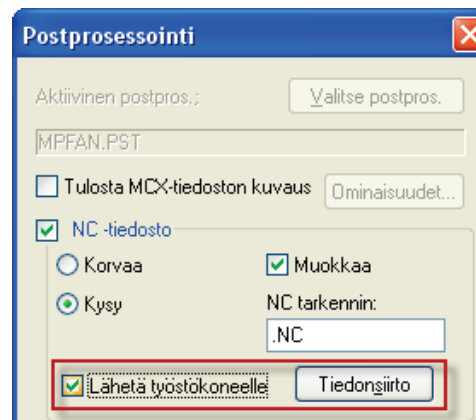 Postprosessointi
Aktiivinen postpros.;
Valitse postpros.
MPFAN.PST
Tulosta MCX-tiedoston kuvaus
Ominaisuudet...
NC -tiedosto
Korvaa
Muokkaa
Kysy
NC tarkennin:
.NC
Lähetä työstökoneelle
Tiedonsiirto